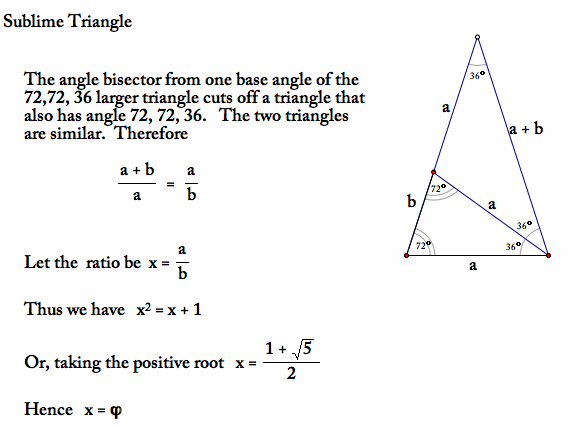 Sublime Triangle
The angle bisector from one base angle of the
72,72, 36 larger triangle cuts off a triangle that
also has angle 72, 72, 36. The two triangles
are similar. Therefore
a + b / a = a / b
Let the ratio be x = a / b
Thus we have x² = x + 1
Or, taking the positive root x = 1 + √5 / 2
Hence x = φ
36°
a
a + b
72°
b
a
36°
72°
36°
a